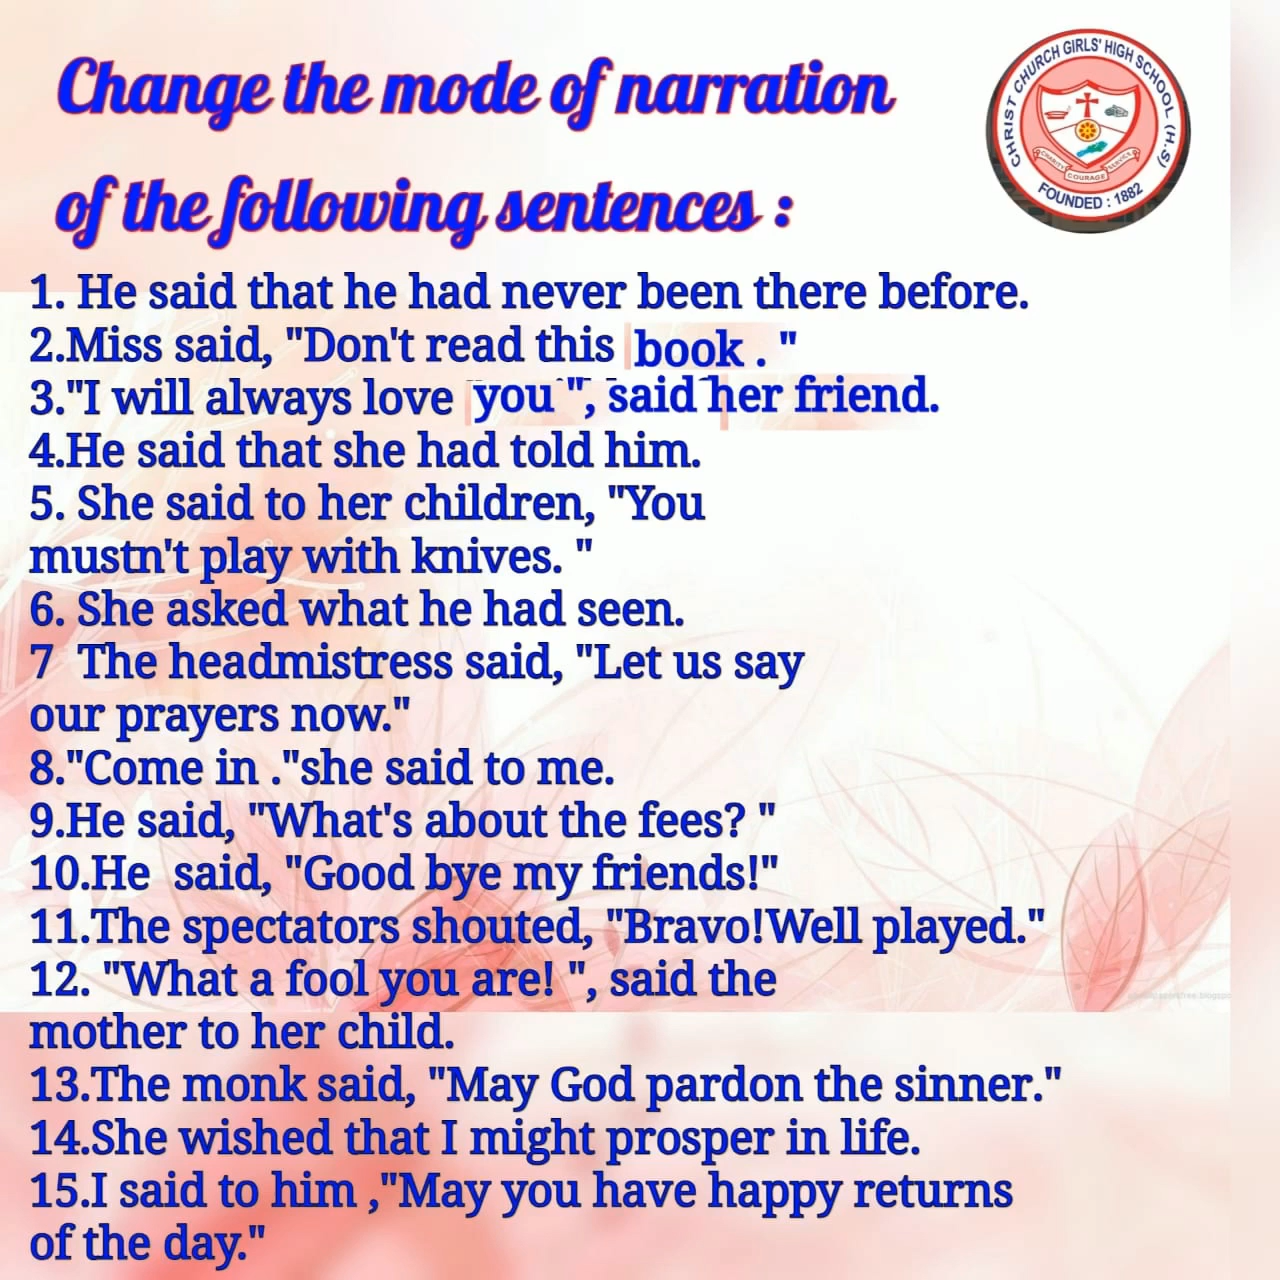 Change the mode of narration
of the following sentences :
CHRIST CHURCH GIRLS' HIGH SCHOOL (H.S)
CHARITY COURAGE SERVICE
FOUNDED : 1882
1. He said that he had never been there before.
2.Miss said, "Don't read this book . "
3."I will always love you ", said her friend.
4.He said that she had told him.
5. She said to her children, "You
mustn't play with knives. "
6. She asked what he had seen.
7  The headmistress said, "Let us say
our prayers now."
8."Come in ."she said to me.
9.He said, "What's about the fees? "
10.He  said, "Good bye my friends!"
11.The spectators shouted, "Bravo!Well played."
12. "What a fool you are! ", said the
mother to her child.
13.The monk said, "May God pardon the sinner."
14.She wished that I might prosper in life.
15.I said to him ,"May you have happy returns
of the day."